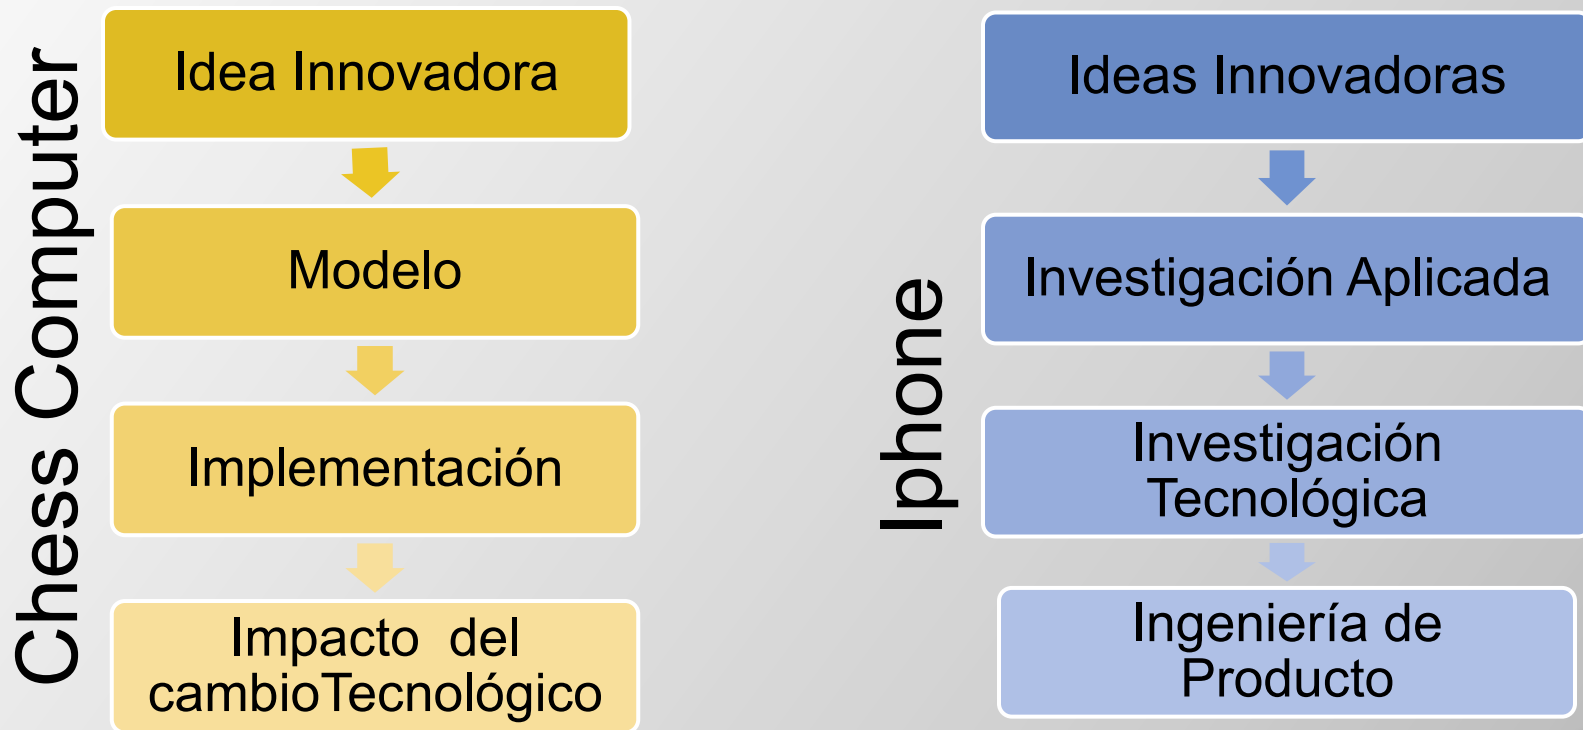 Chess Computer
Idea Innovadora
Modelo
Implementación
Impacto del
cambioTecnológico
Iphone
Ideas Innovadoras
Investigación Aplicada
Investigación
Tecnológica
Ingeniería de
Producto